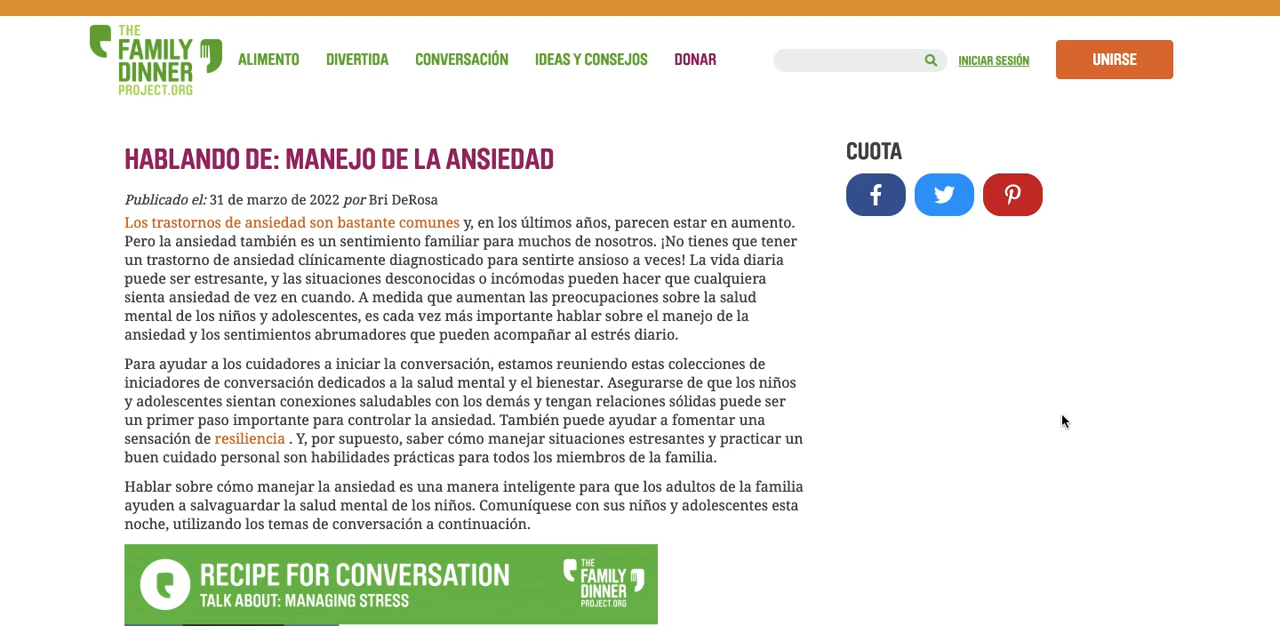 THE
FAMILY
DINNER
PROJECT.ORG
ALIMENTO DIVERTIDA CONVERSACIÓN IDEAS Y CONSEJOS DONAR INICIAR SESIÓN UNIRSE
HABLANDO DE: MANEJO DE LA ANSIEDAD
Publicado el: 31 de marzo de 2022 por Bri DeRosa
Los trastornos de ansiedad son bastante comunes y, en los últimos años, parecen estar en aumento.
Pero la ansiedad también es un sentimiento familiar para muchos de nosotros. ¡No tienes que tener
un trastorno de ansiedad clínicamente diagnosticado para sentirte ansioso a veces! La vida diaria
puede ser estresante, y las situaciones desconocidas o incómodas pueden hacer que cualquiera
sienta ansiedad de vez en cuando. A medida que aumentan las preocupaciones sobre la salud
mental de los niños y adolescentes, es cada vez más importante hablar sobre el manejo de la
ansiedad y los sentimientos abrumadores que pueden acompañar al estrés diario.
Para ayudar a los cuidadores a iniciar la conversación, estamos reuniendo estas colecciones de
iniciadores de conversación dedicados a la salud mental y el bienestar. Asegurarse de que los niños
y adolescentes sientan conexiones saludables con los demás y tengan relaciones sólidas puede ser
un primer paso importante para controlar la ansiedad. También puede ayudar a fomentar una
sensación de resiliencia . Y, por supuesto, saber cómo manejar situaciones estresantes y practicar un
buen cuidado personal son habilidades prácticas para todos los miembros de la familia.
Hablar sobre cómo manejar la ansiedad es una manera inteligente para que los adultos de la familia
ayuden a salvaguardar la salud mental de los niños. Comuníquese con sus niños y adolescentes esta
noche, utilizando los temas de conversación a continuación.
RECIPE FOR CONVERSATION
TALK ABOUT: MANAGING STRESS
THE
FAMILY
DINNER
PROJECT.ORG
CUOTA